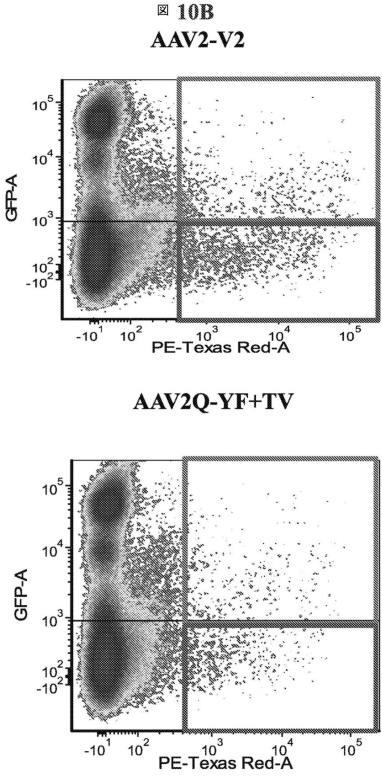 図 10B
AAV2-V2
10⁵
10⁴
10³
10²
-10²
GFP-A
-10¹ 10² 10³ 10⁴ 10⁵
PE-Texas Red-A
AAV2Q-YF+TV
10⁵
10⁴
10³
10²
-10²
GFP-A
-10¹ 10² 10³ 10⁴ 10⁵
PE-Texas Red-A